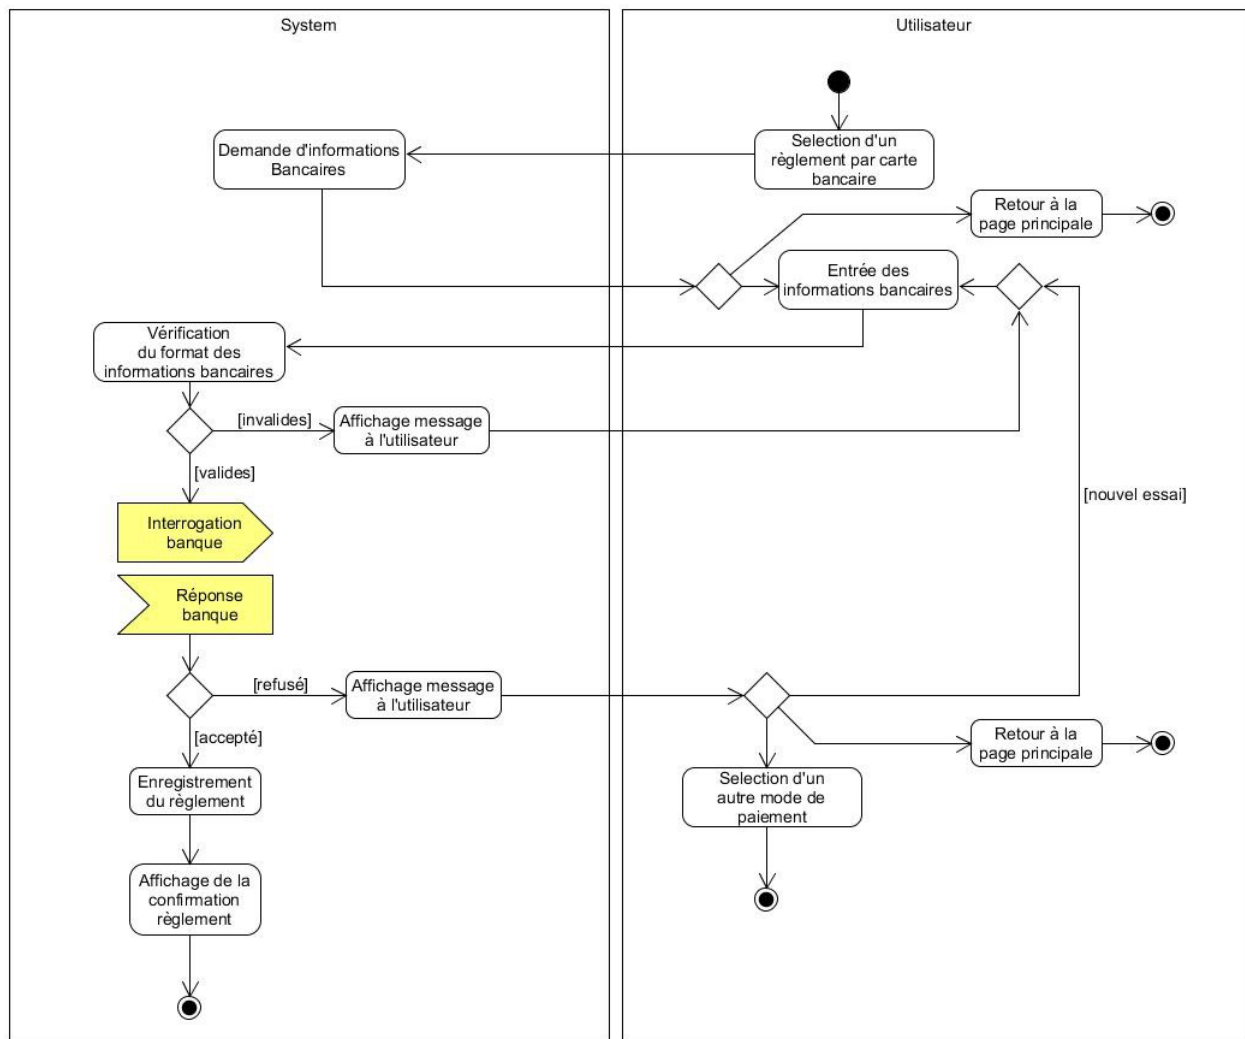 System
Utilisateur
Selection d'un
règlement par carte
bancaire
Demande d'informations
Bancaires
Retour à la
page principale
Entrée des
informations bancaires
Vérification
du format des
informations bancaires
[invalides]
Affichage message
à l'utilisateur
[valides]
[nouvel essai]
Interrogation
banque
Réponse
banque
[refusé]
Affichage message
à l'utilisateur
[accepté]
Retour à la
page principale
Enregistrement
du règlement
Selection d'un
autre mode de
paiement
Affichage de la
confirmation
règlement